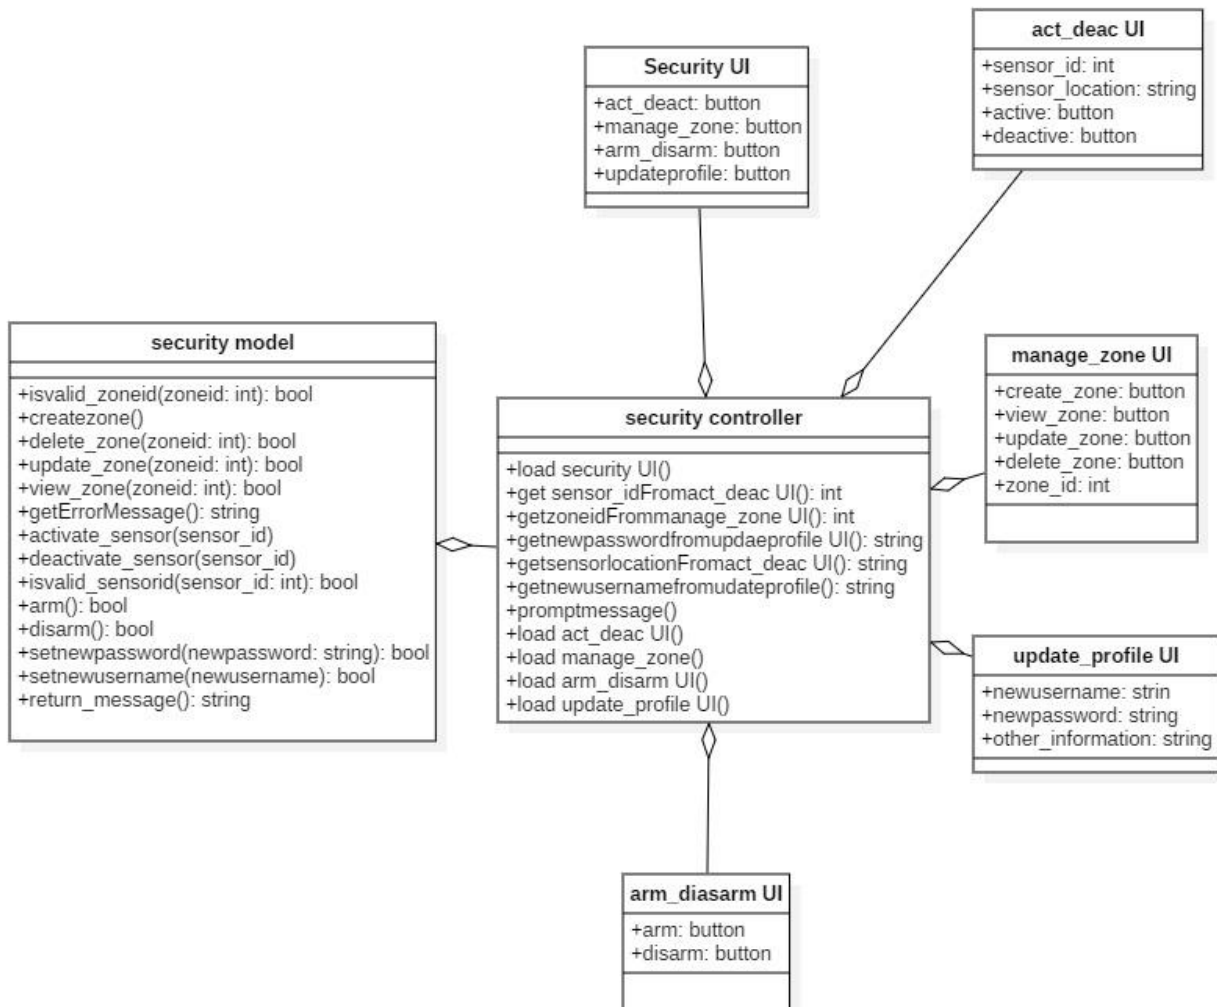 act_deac UI
+sensor_id: int
+sensor_location: string
+active: button
+deactive: button
Security UI
+act_deact: button
+manage_zone: button
+arm_disarm: button
+updateprofile: button
security model
+isvalid_zoneid(zoneid: int): bool
+createzone()
+delete_zone(zoneid: int): bool
+update_zone(zoneid: int): bool
+view_zone(zoneid: int): bool
+getErrorMessage(): string
+activate_sensor(sensor_id)
+deactivate_sensor(sensor_id)
+isvalid_sensorid(sensor_id: int): bool
+arm(): bool
+disarm(): bool
+setnewpassword(newpassword: string): bool
+setnewusername(newusername): bool
+return_message(): string
security controller
+load security UI()
+get sensor_idFromact_deac UI(): int
+getzoneidFrommanage_zone UI(): int
+getnewpasswordfromupdaeprofile UI(): string
+getsensorlocationFromact_deac UI(): string
+getnewusernamefromudateprofile(): string
+promptmessage()
+load act_deac UI()
+load manage_zone()
+load arm_disarm UI()
+load update_profile UI()
manage_zone UI
+create_zone: button
+view_zone: button
+update_zone: button
+delete_zone: button
+zone_id: int
update_profile UI
+newusername: strin
+newpassword: string
+other_information: string
arm_diasarm UI
+arm: button
+disarm: button